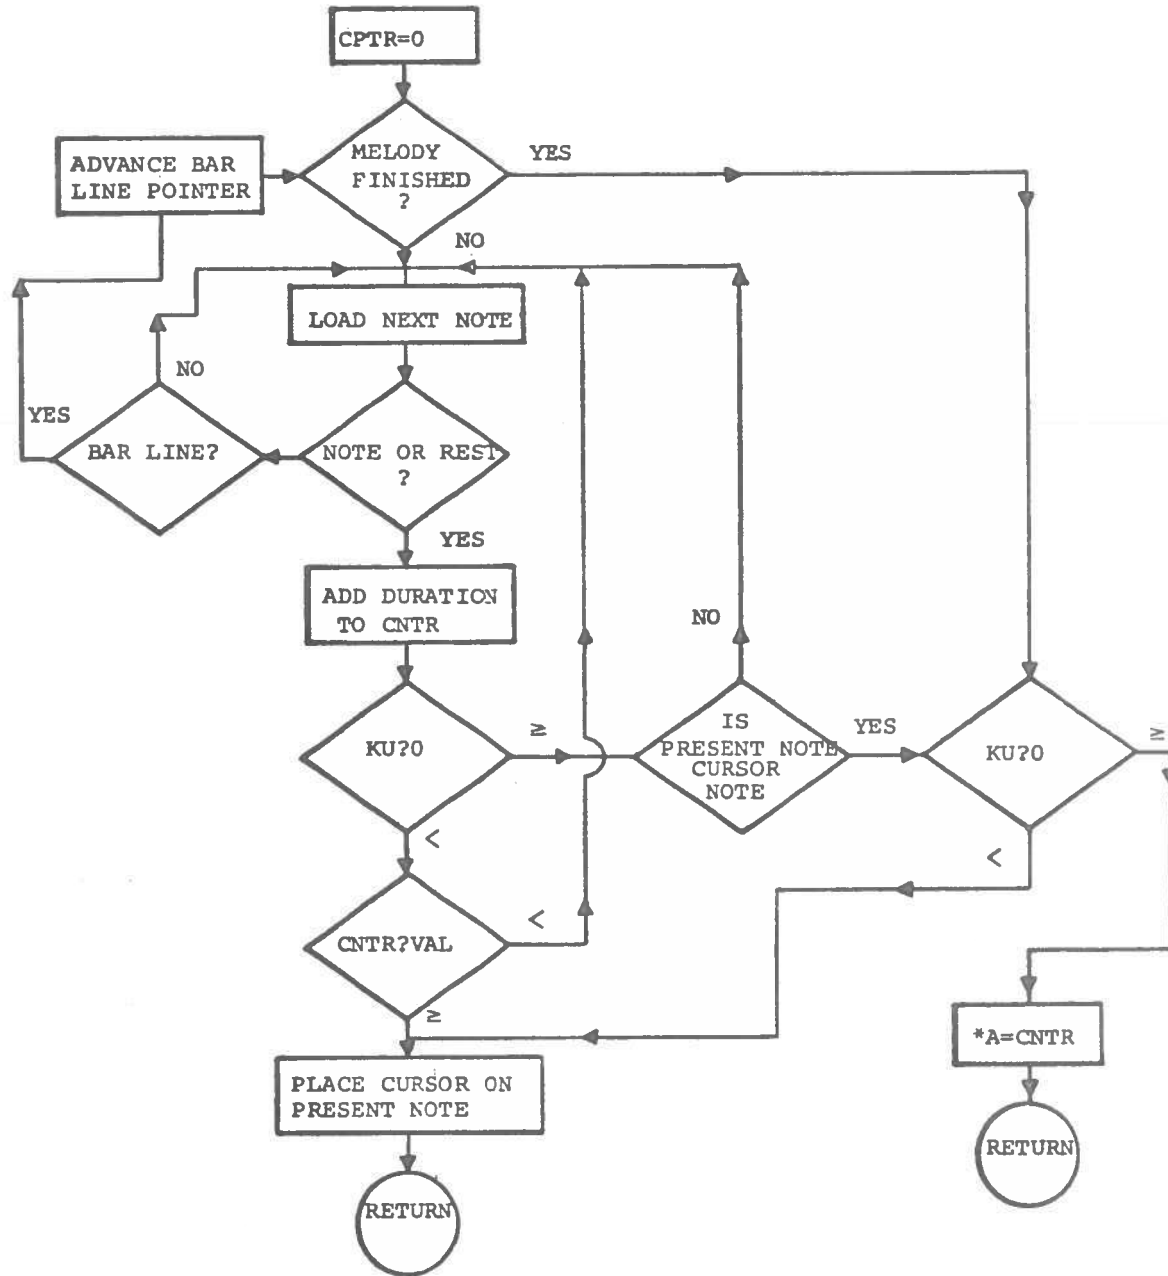 CPTR=0
MELODY
FINISHED
?
YES
ADVANCE BAR
LINE POINTER
NO
LOAD NEXT NOTE
NO
YES
BAR LINE?
NOTE OR REST
?
YES
ADD DURATION
TO CNTR
NO
KU?0
≥
IS
PRESENT NOTE
CURSOR
NOTE
YES
KU?0
≥
<
<
CNTR?VAL
<
≥
*A=CNTR
PLACE CURSOR ON
PRESENT NOTE
RETURN
RETURN